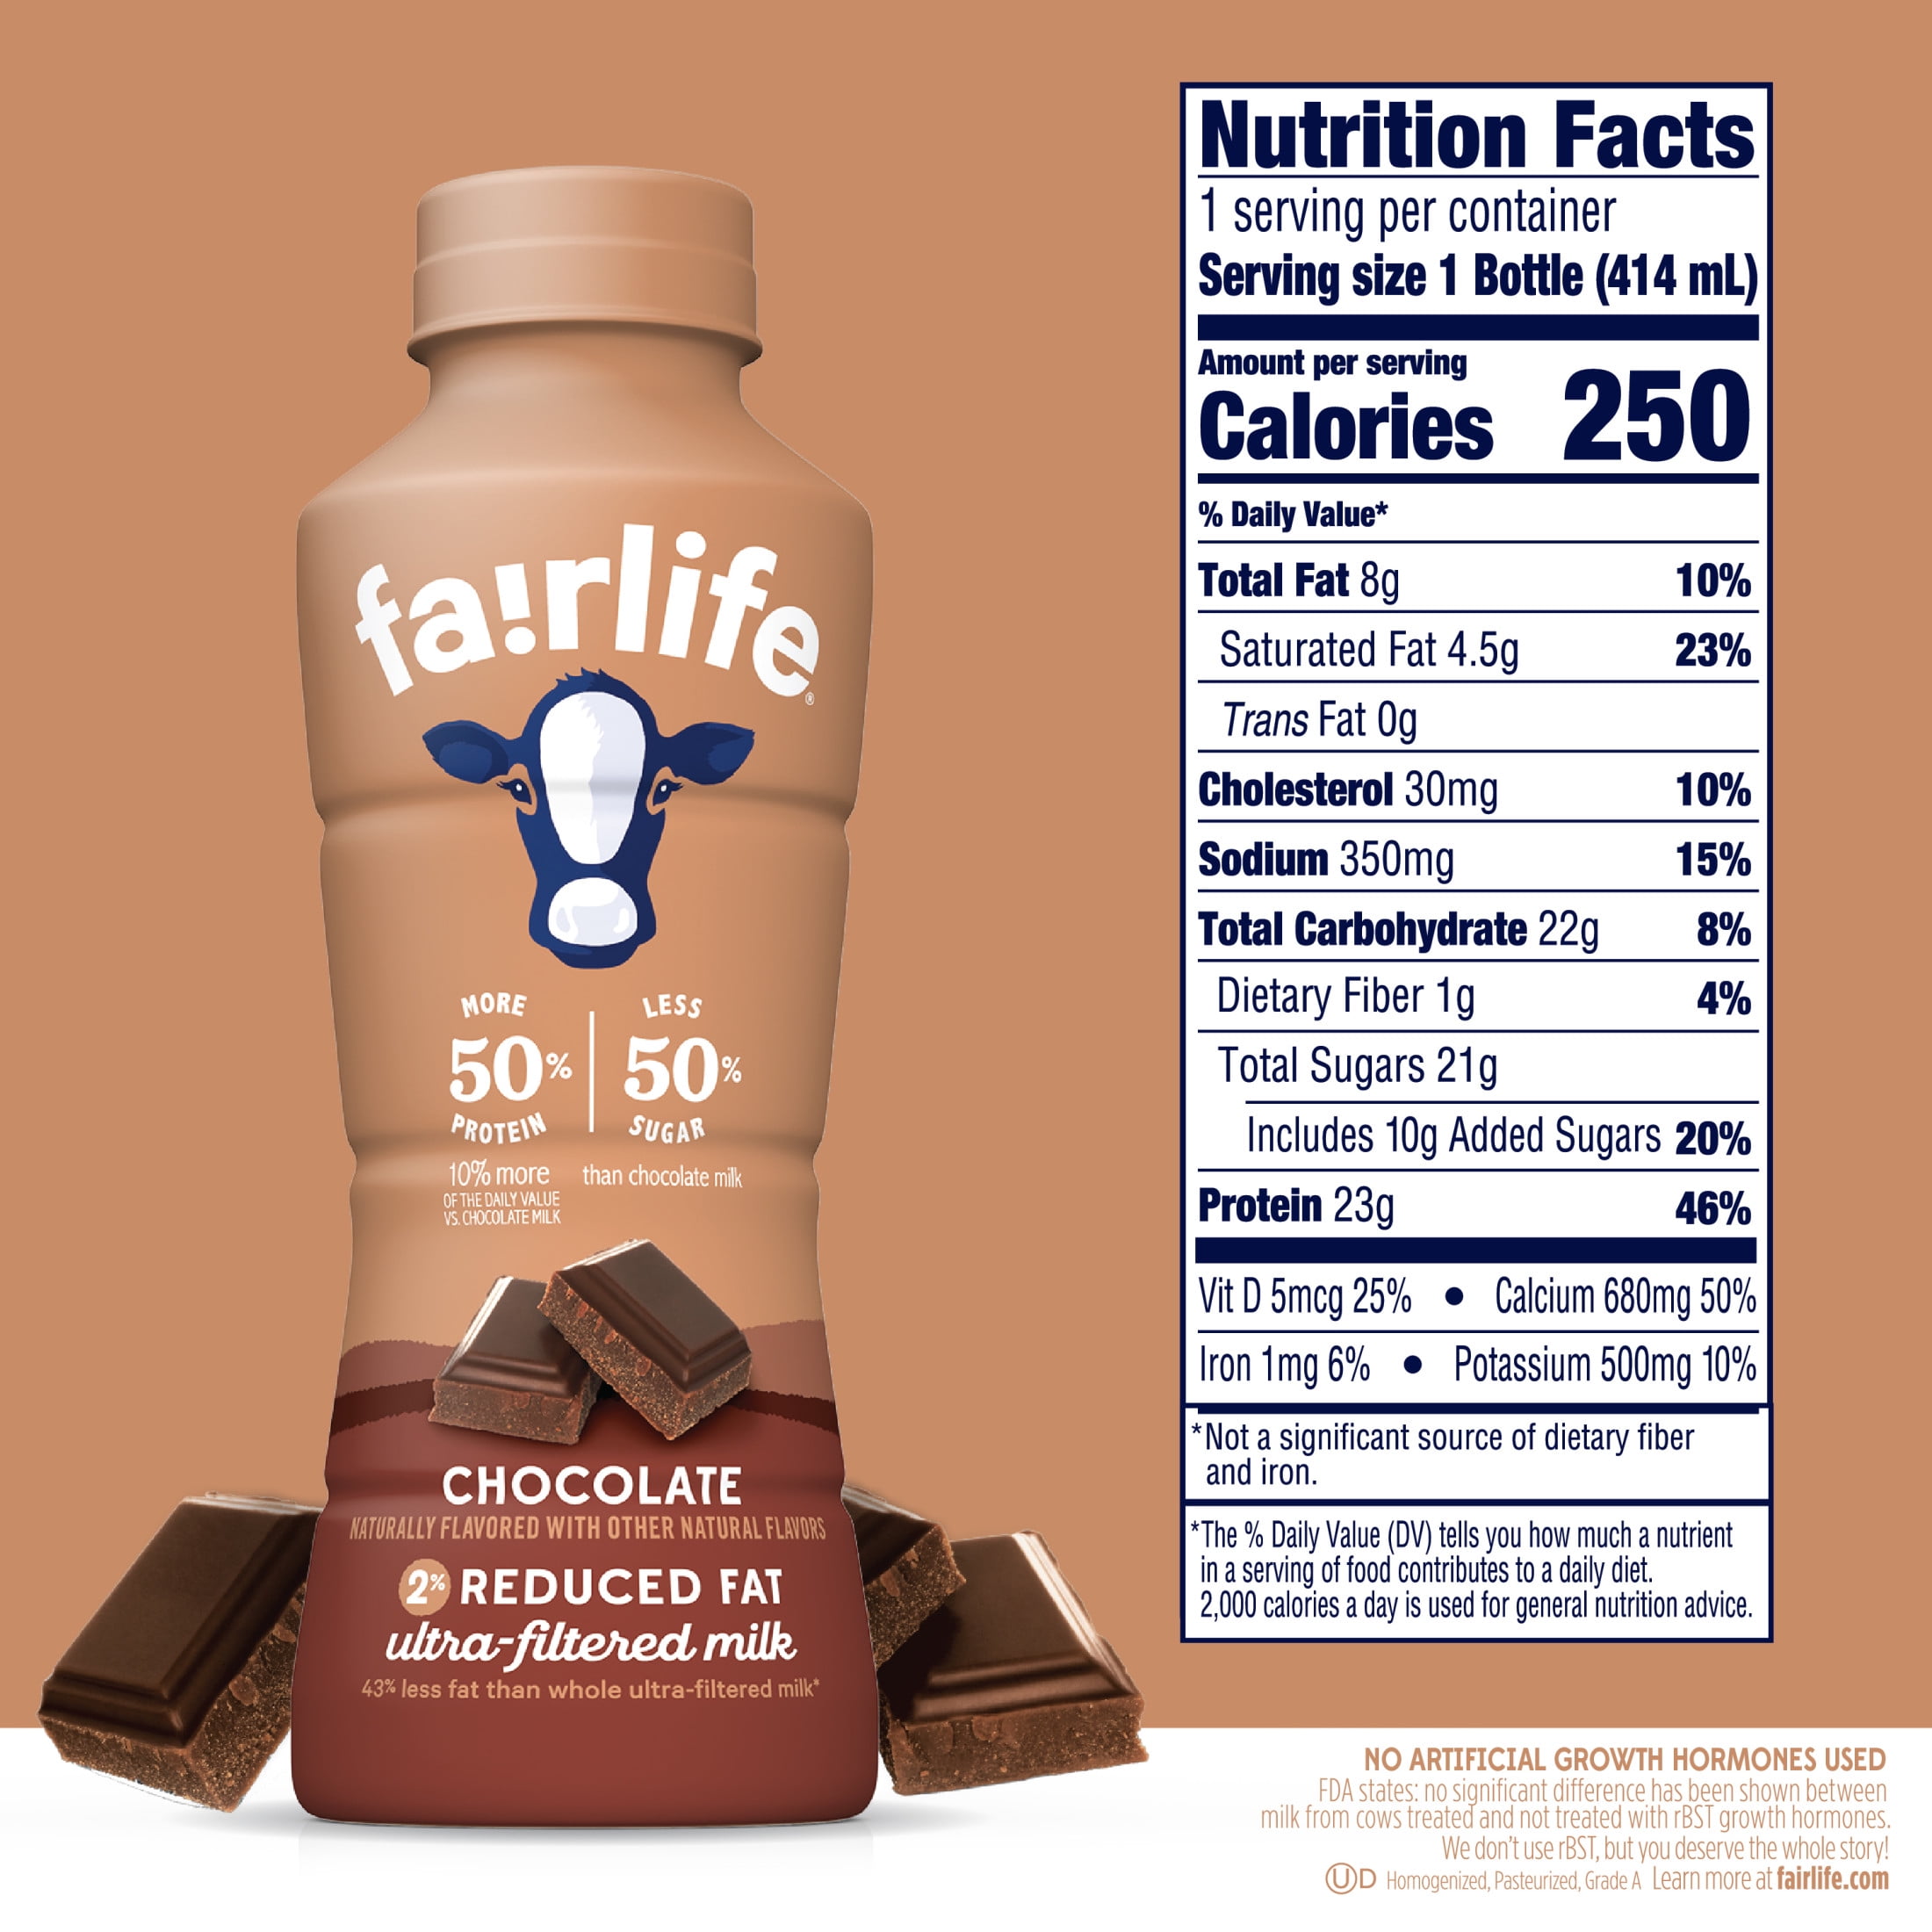 fa!rlife®
MORE
50%
PROTEIN
10% more
OF THE DAILY VALUE
VS. CHOCOLATE MILK
LESS
50%
SUGAR
than chocolate milk
CHOCOLATE
NATURALLY FLAVORED WITH OTHER NATURAL FLAVORS
2% REDUCED FAT
ultra-filtered milk
43% less fat than whole ultra-filtered milk*
Nutrition Facts
1 serving per container
Serving size 1 Bottle (414 mL)
Amount per serving
Calories 250
% Daily Value*
Total Fat 8g 10%
Saturated Fat 4.5g 23%
Trans Fat 0g
Cholesterol 30mg 10%
Sodium 350mg 15%
Total Carbohydrate 22g 8%
Dietary Fiber 1g 4%
Total Sugars 21g
Includes 10g Added Sugars 20%
Protein 23g 46%
Vit D 5mcg 25% • Calcium 680mg 50%
Iron 1mg 6% • Potassium 500mg 10%
*Not a significant source of dietary fiber
and iron.
*The % Daily Value (DV) tells you how much a nutrient
in a serving of food contributes to a daily diet.
2,000 calories a day is used for general nutrition advice.
NO ARTIFICIAL GROWTH HORMONES USED
FDA states: no significant difference has been shown between
milk from cows treated and not treated with rBST growth hormones.
We don't use rBST, but you deserve the whole story!
ⓊD Homogenized, Pasteurized, Grade A Learn more at fairlife.com